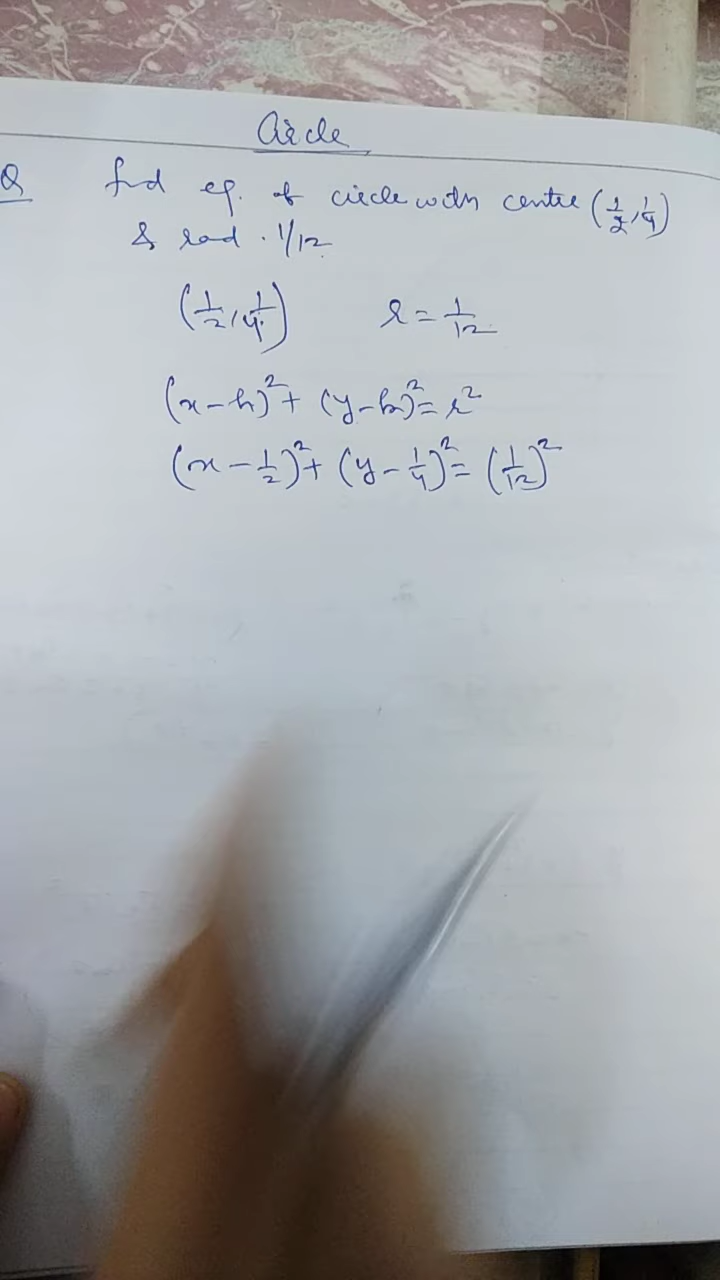 Circle
Q find eq. of circle with centre (1/2, 1/4)
& rad. 1/12
(1/2, 1/4) r = 1/12
(x-h)² + (y-k)² = r²
(x - 1/2)² + (y - 1/4)² = (1/12)²